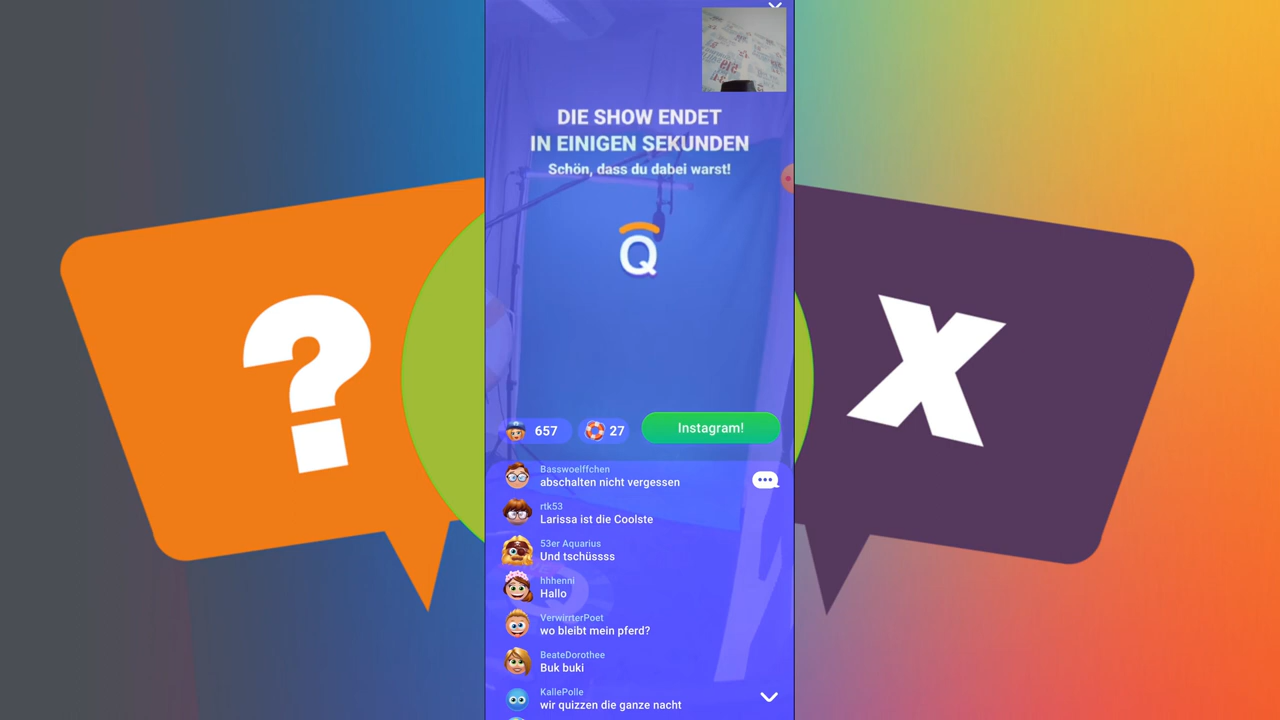 DIE SHOW ENDET
IN EINIGEN SEKUNDEN
Schön, dass du dabei warst!
Q
?
X
657
27
Instagram!
Basswoelffchen
abschalten nicht vergessen
rtk53
Larissa ist die Coolste
53er Aquarius
Und tschüssss
hhhenni
Hallo
VerwirrterPoet
wo bleibt mein pferd?
BeateDorothee
Buk buki
KallePolle
wir quizzen die ganze nacht